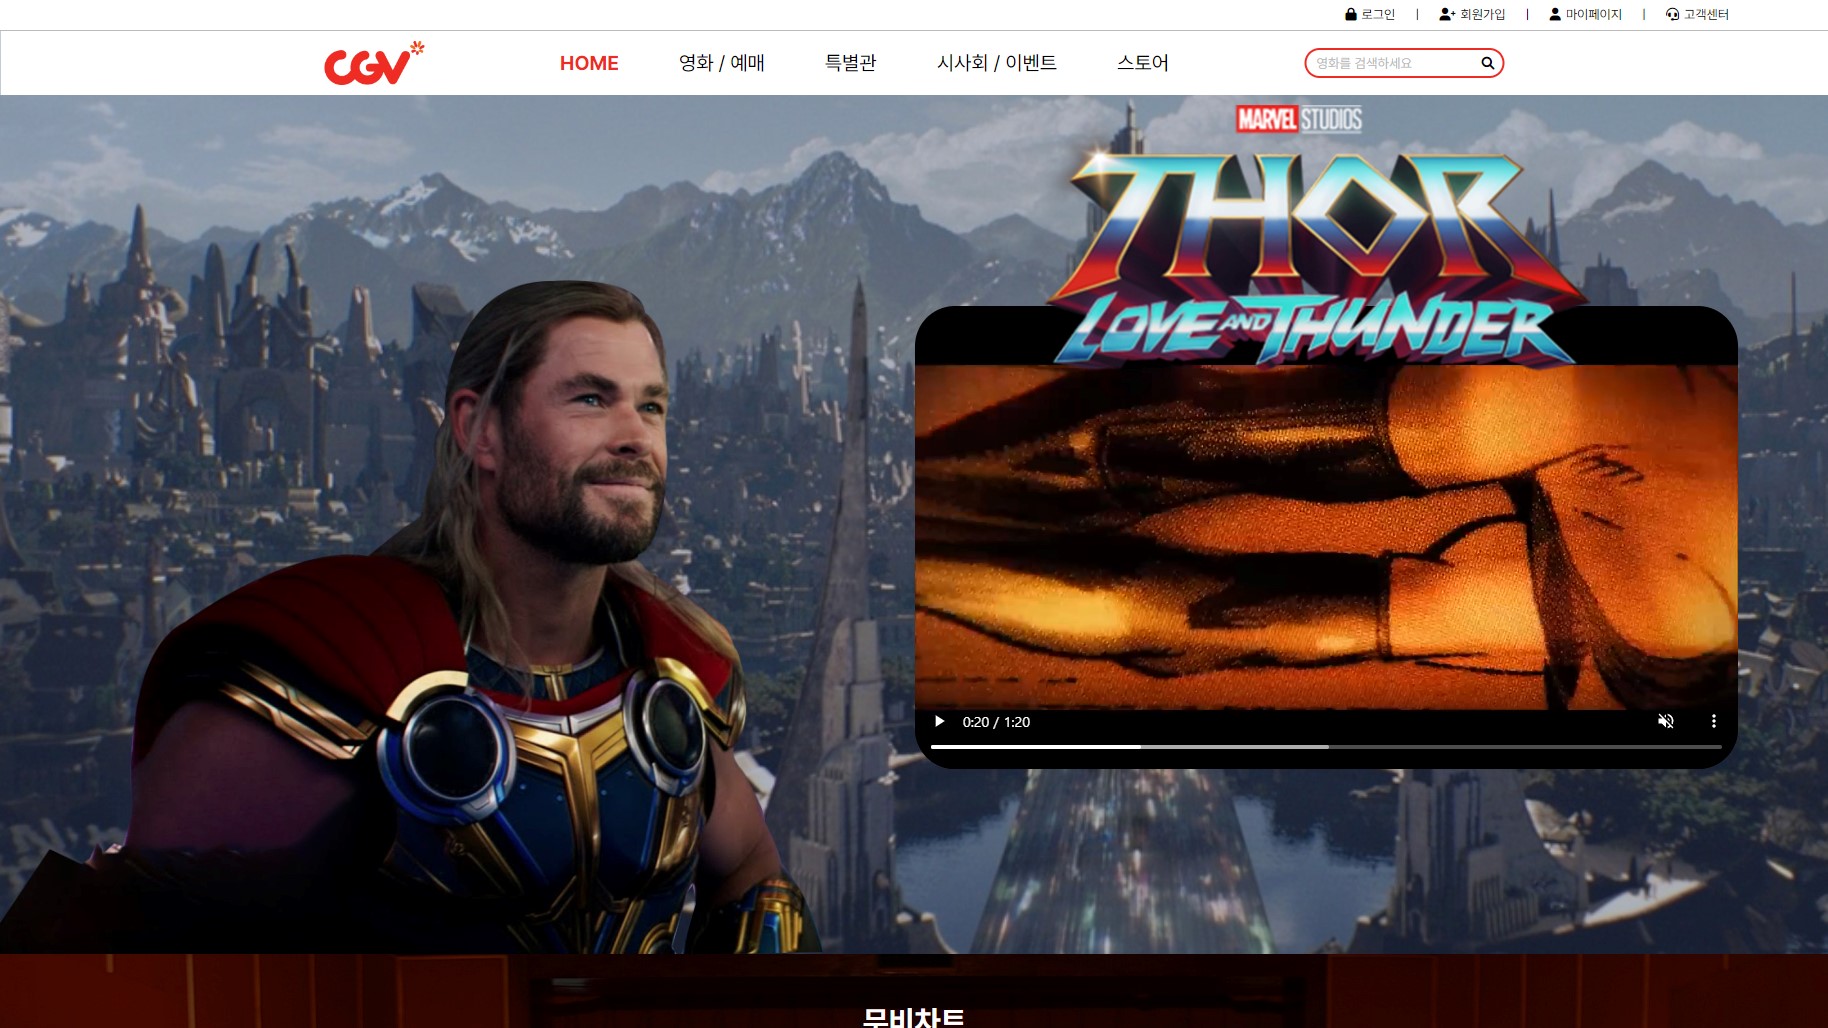 로그인 | 회원가입 | 마이페이지 | 고객센터
CGV HOME 영화 / 예매 특별관 시사회 / 이벤트 스토어 영화를 검색하세요
MARVEL STUDIOS
THOR
LOVE AND THUNDER
0:20 / 1:20
무비차트